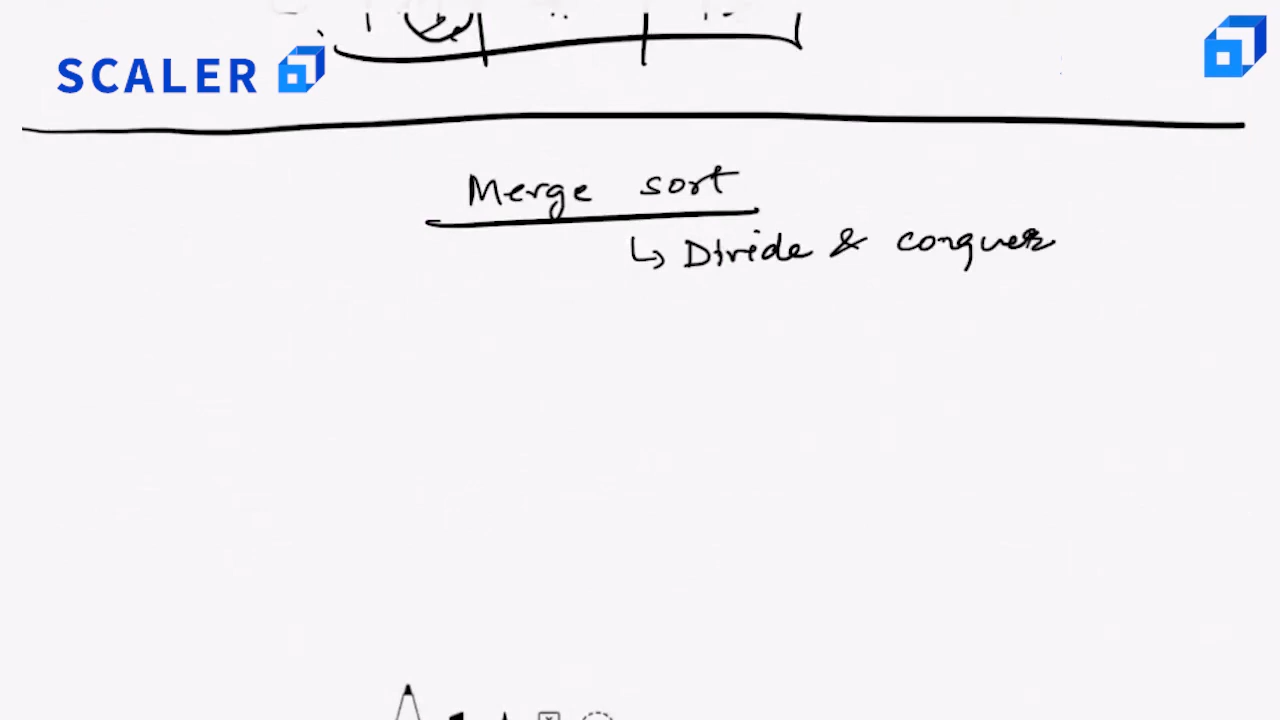 SCALER
Merge sort
↳ Divide & conquer